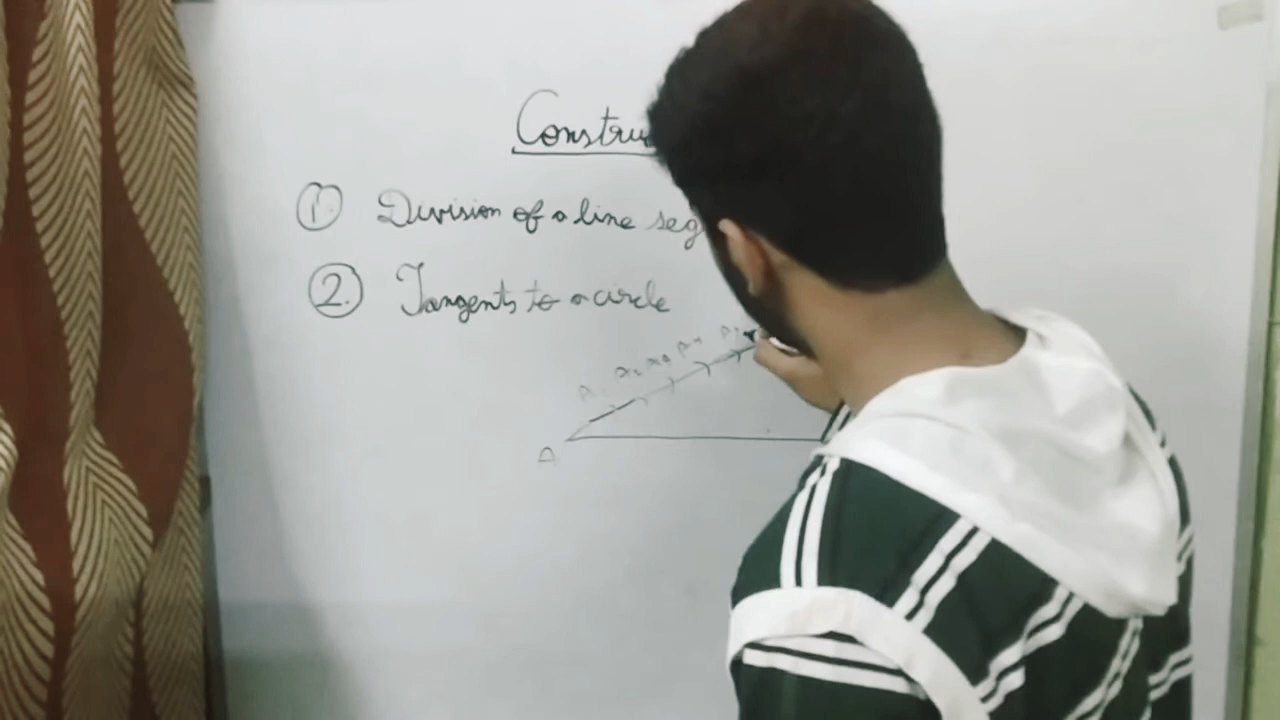 Constru
1. Division of a line seg
2. Tangents to a circle
A